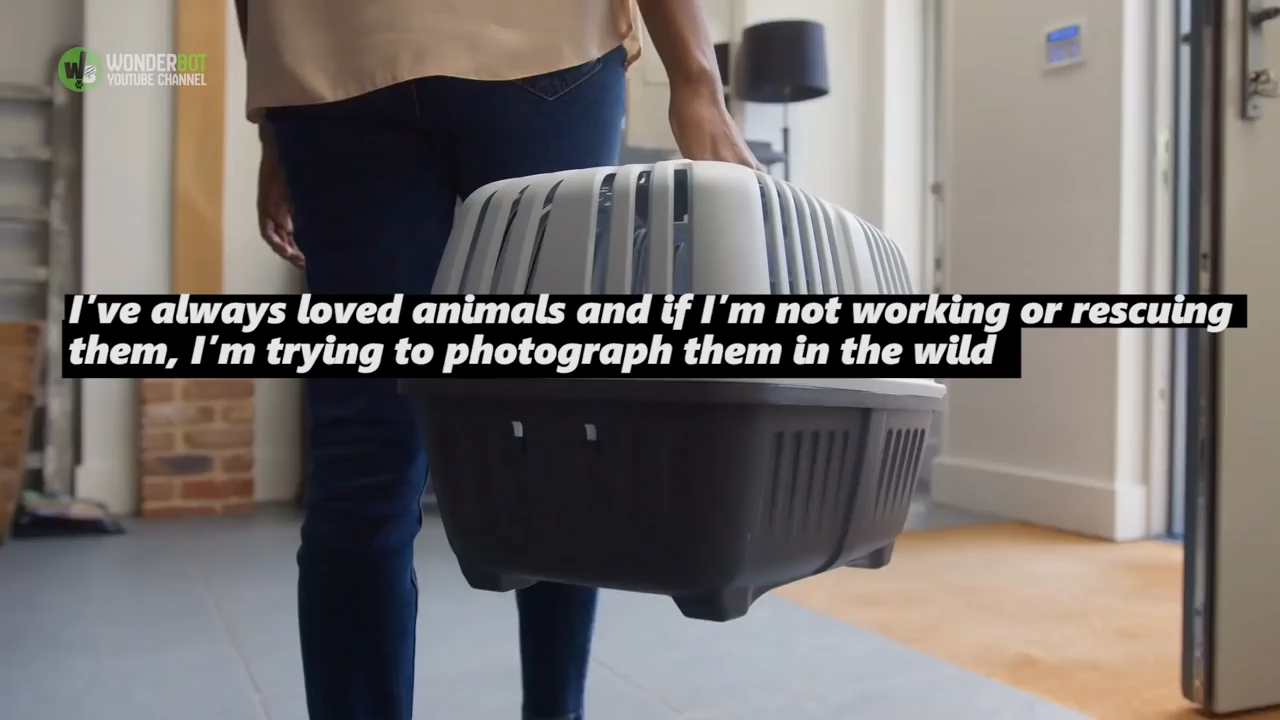 WONDERBOT
YOUTUBE CHANNEL
I've always loved animals and if I'm not working or rescuing
them, I'm trying to photograph them in the wild